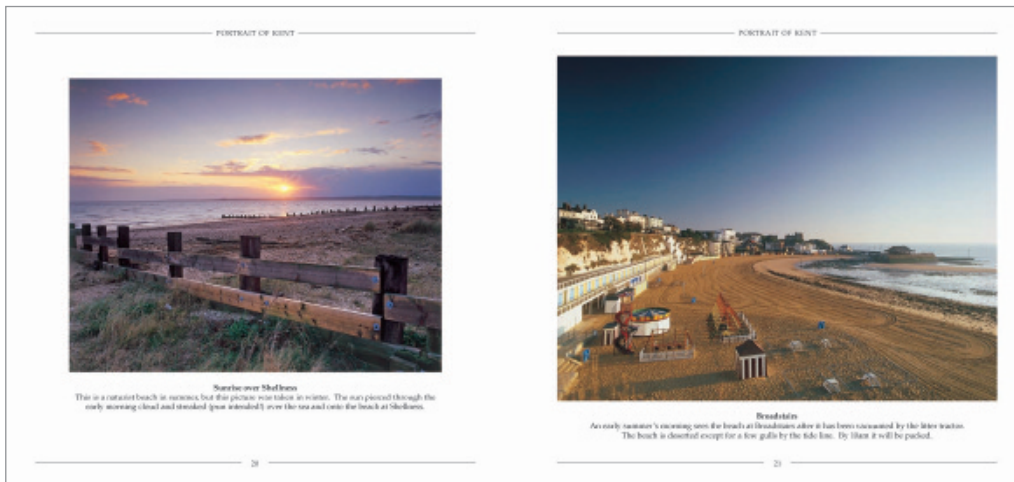 PORTRAIT OF KENT
Sunrise over Shellness
This is a naturist beach in summer, but this picture was taken in winter. The sun pierced through the
early morning cloud and streaked (pun intended!) over the sea and onto the beach at Shellness.
20
PORTRAIT OF KENT
Broadstairs
An early summer's morning sees the beach at Broadstairs after it has been vacuumed by the litter tractor.
The beach is deserted except for a few gulls by the tide line. By 10am it will be packed.
21